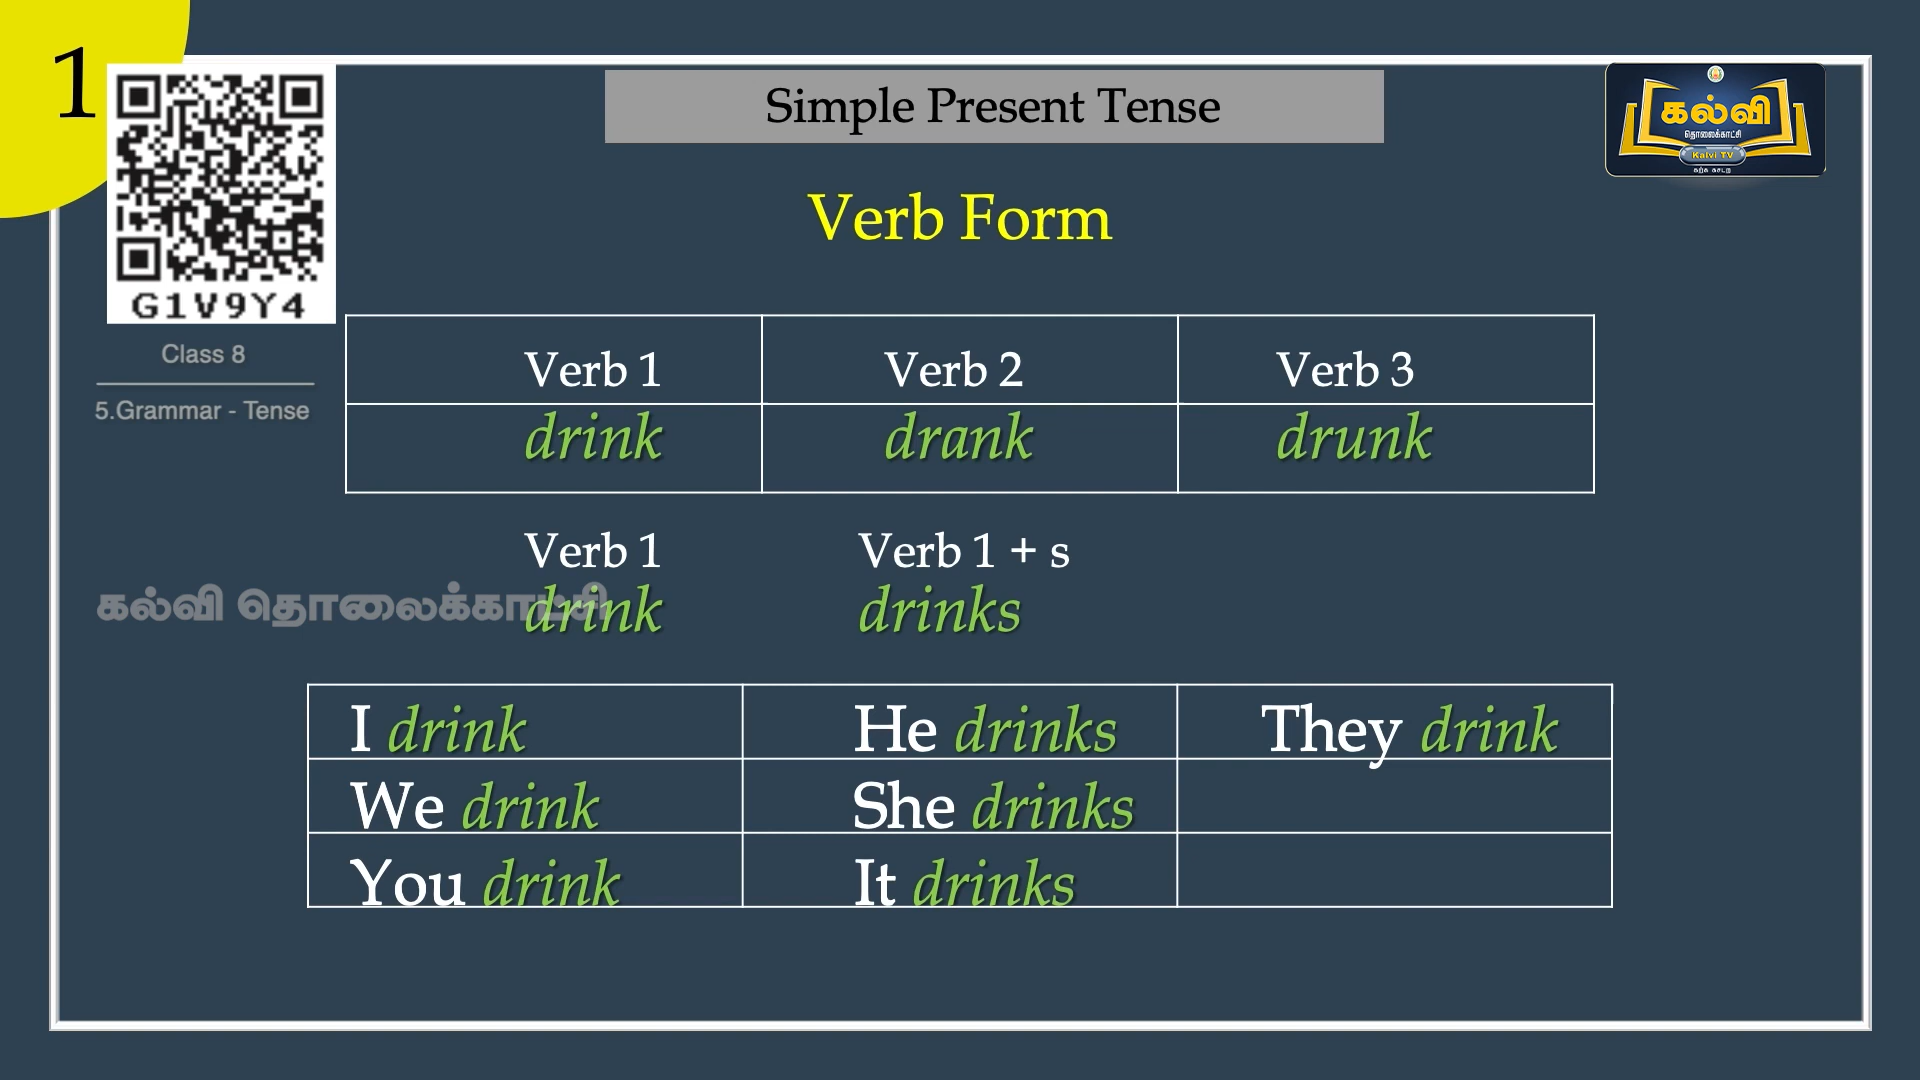 1
Simple Present Tense
கல்வி
தொலைக்காட்சி
Kalvi TV
கற்க கசடற
Verb Form
G1V9Y4
Class 8
5.Grammar - Tense
Verb 1 Verb 2 Verb 3
drink drank drunk
Verb 1 Verb 1 + s
drink drinks
கல்வி தொலைக்காட்சி
I drink He drinks They drink
We drink She drinks
You drink It drinks